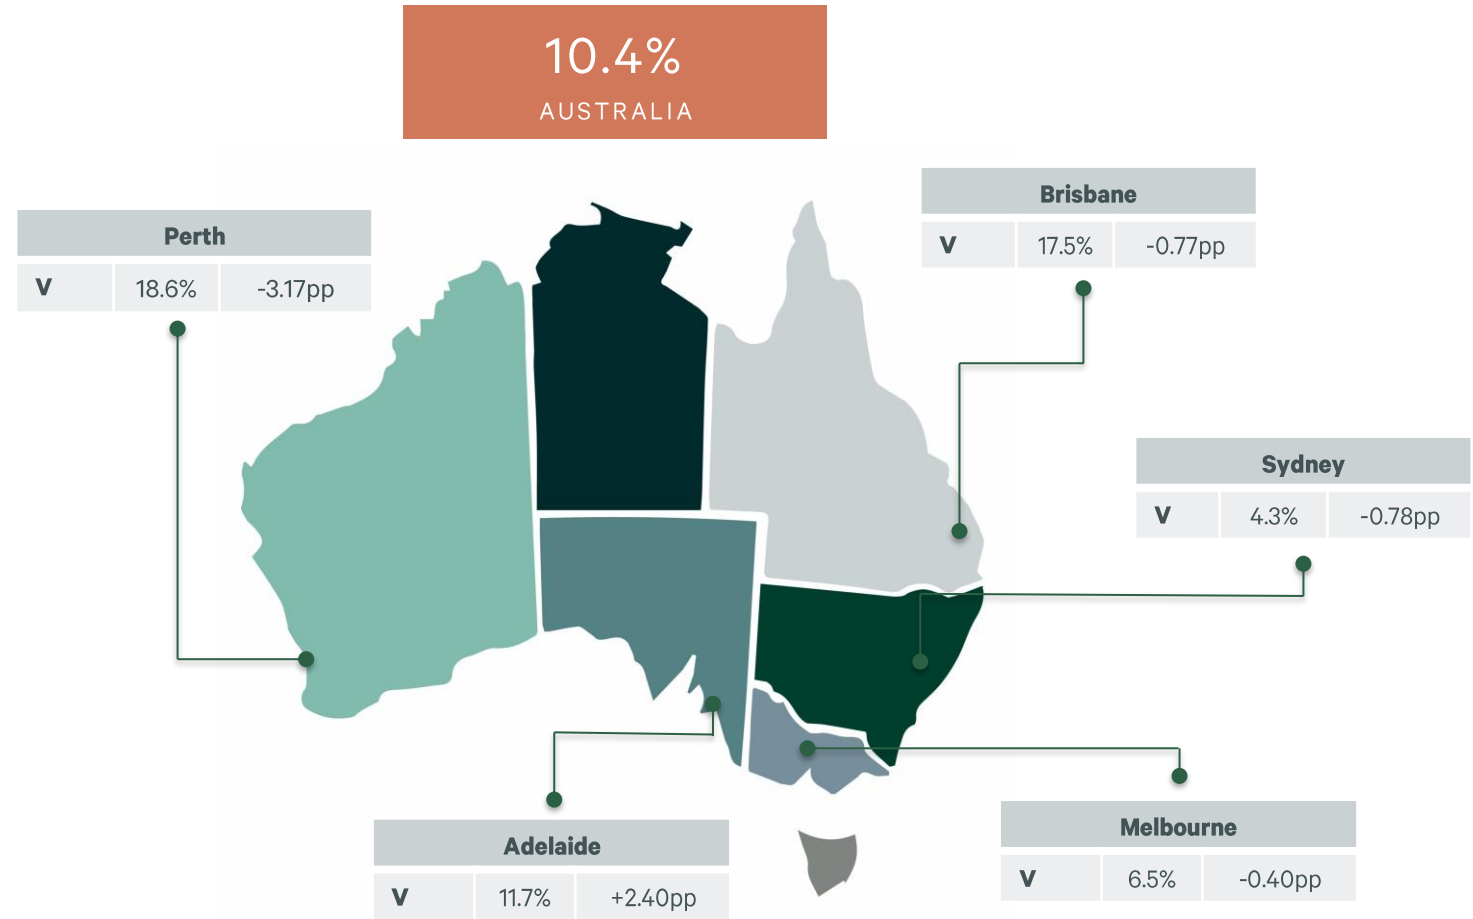 10.4%
AUSTRALIA
Perth
V 18.6% -3.17pp
Brisbane
V 17.5% -0.77pp
Sydney
V 4.3% -0.78pp
Adelaide
V 11.7% +2.40pp
Melbourne
V 6.5% -0.40pp